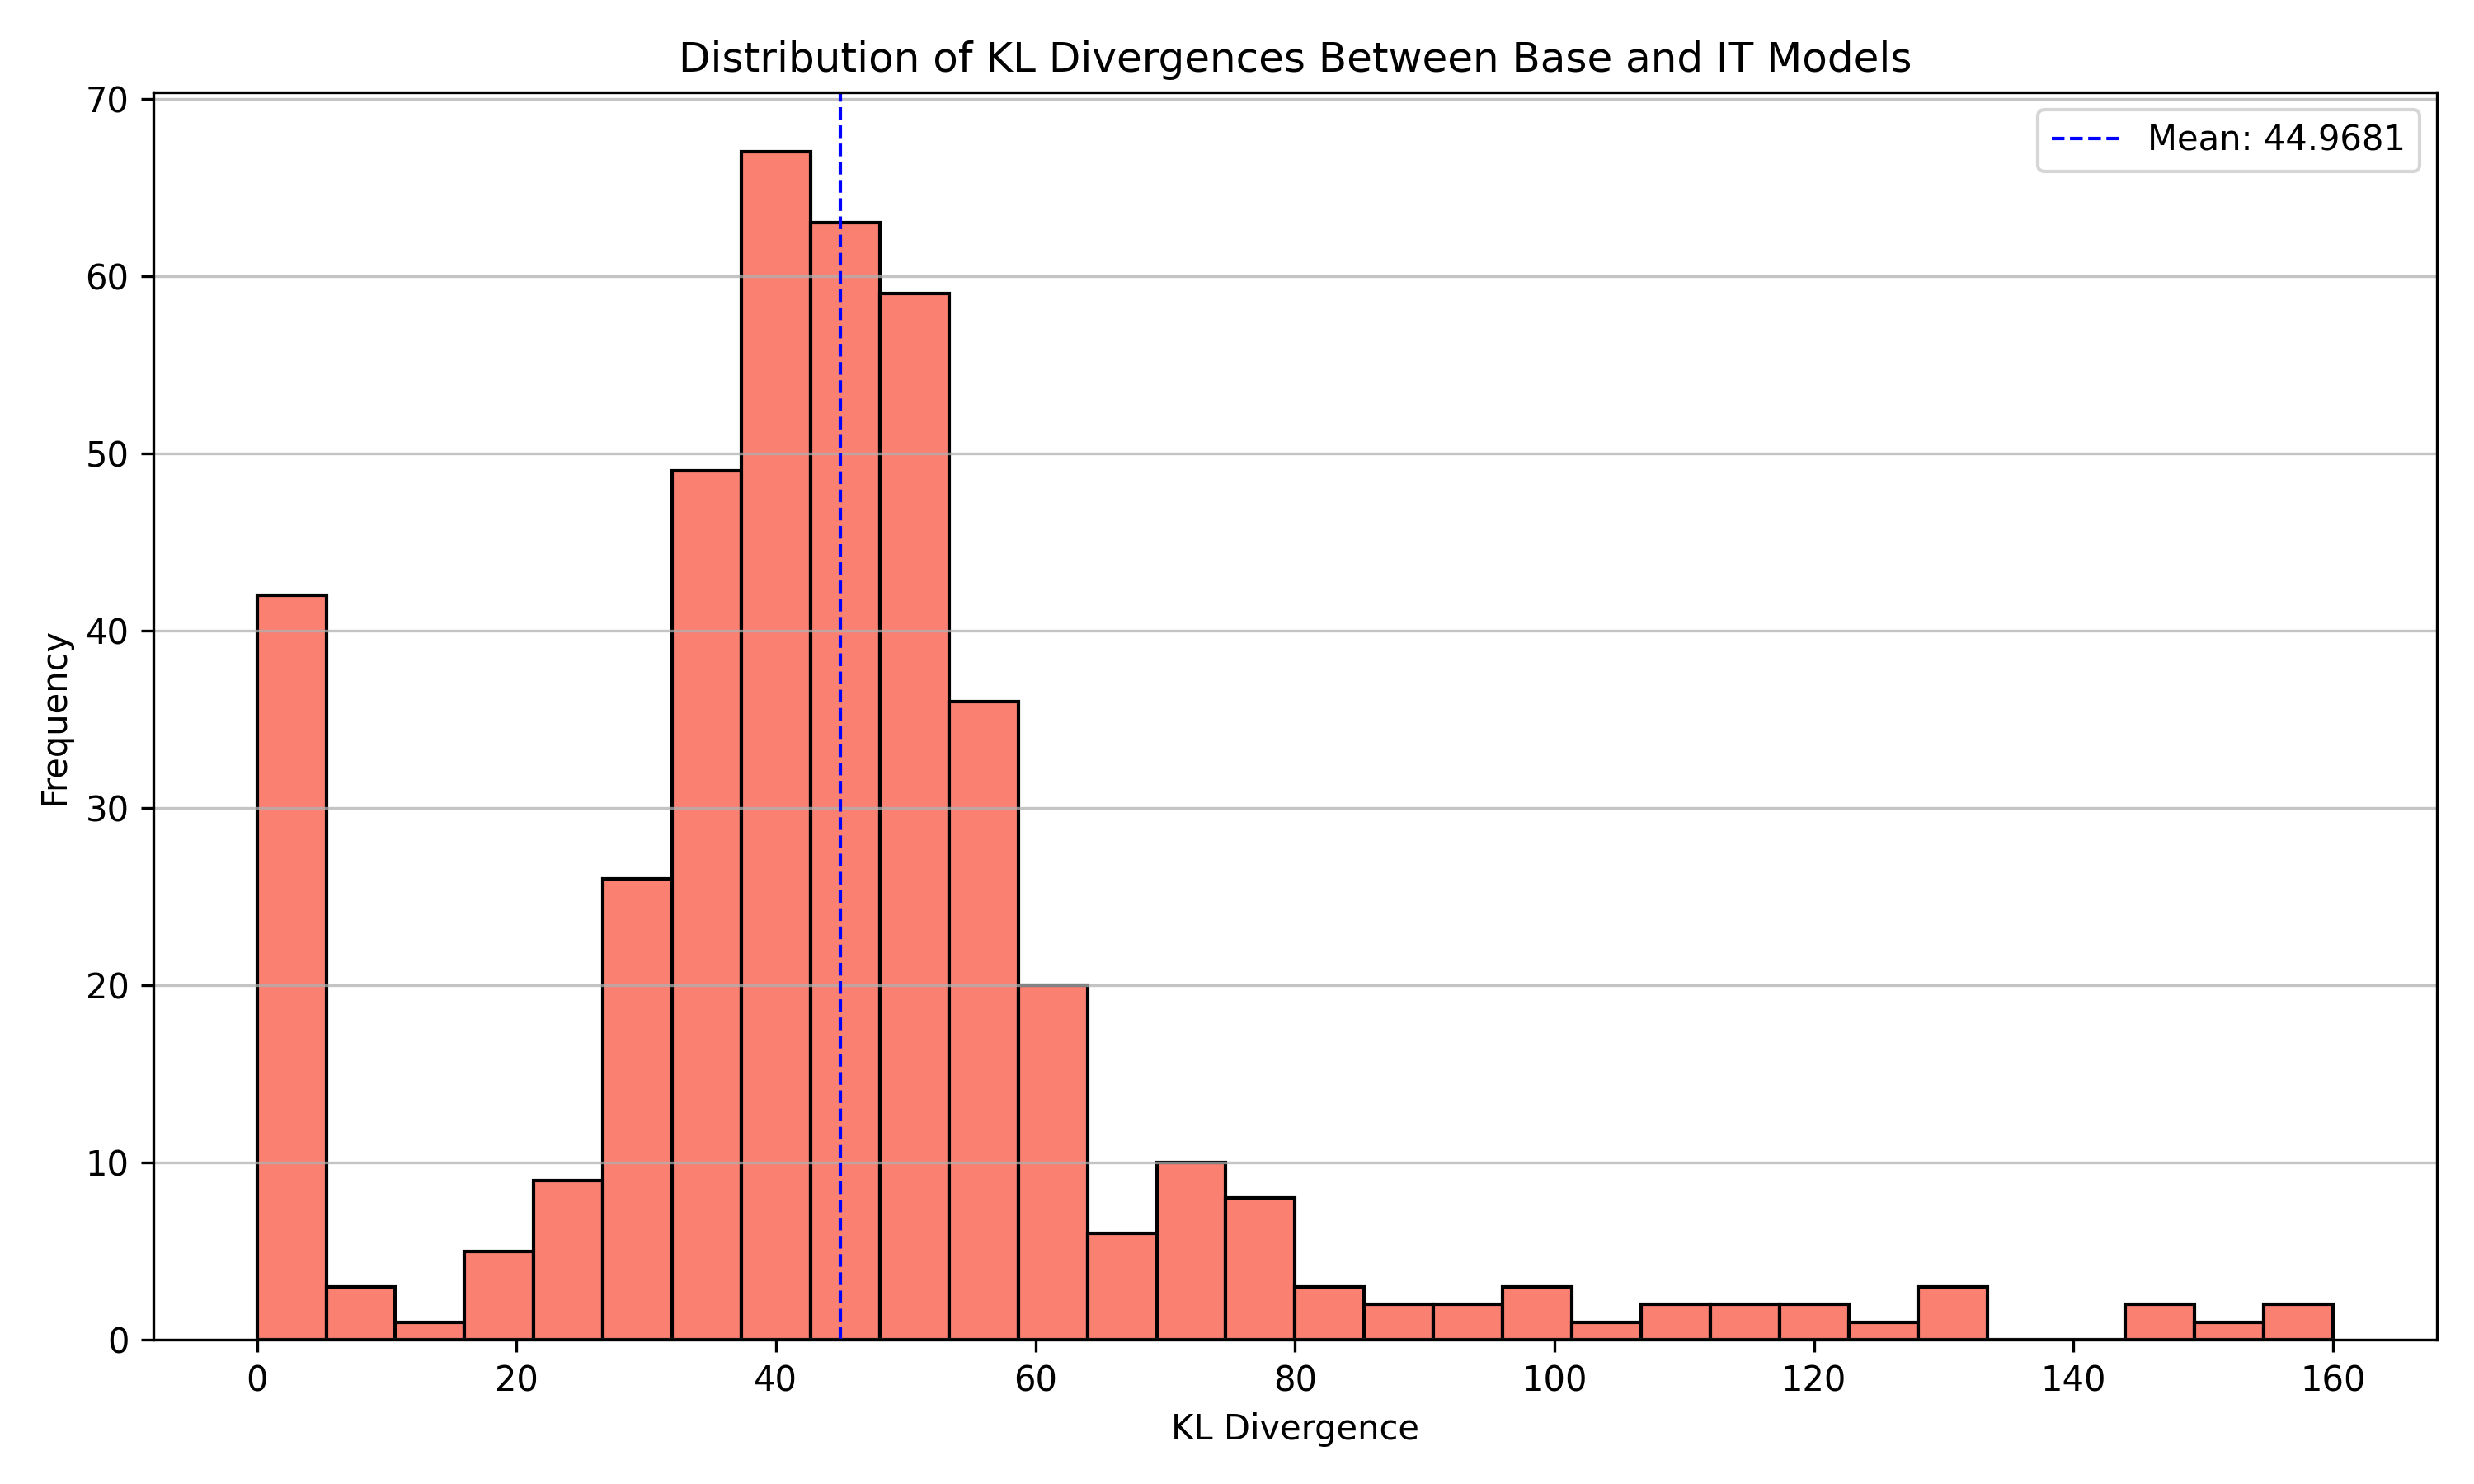 Distribution of KL Divergences Between Base and IT Models
Mean: 44.9681
70
60
50
40
30
20
10
0
Frequency
0 20 40 60 80 100 120 140 160
KL Divergence